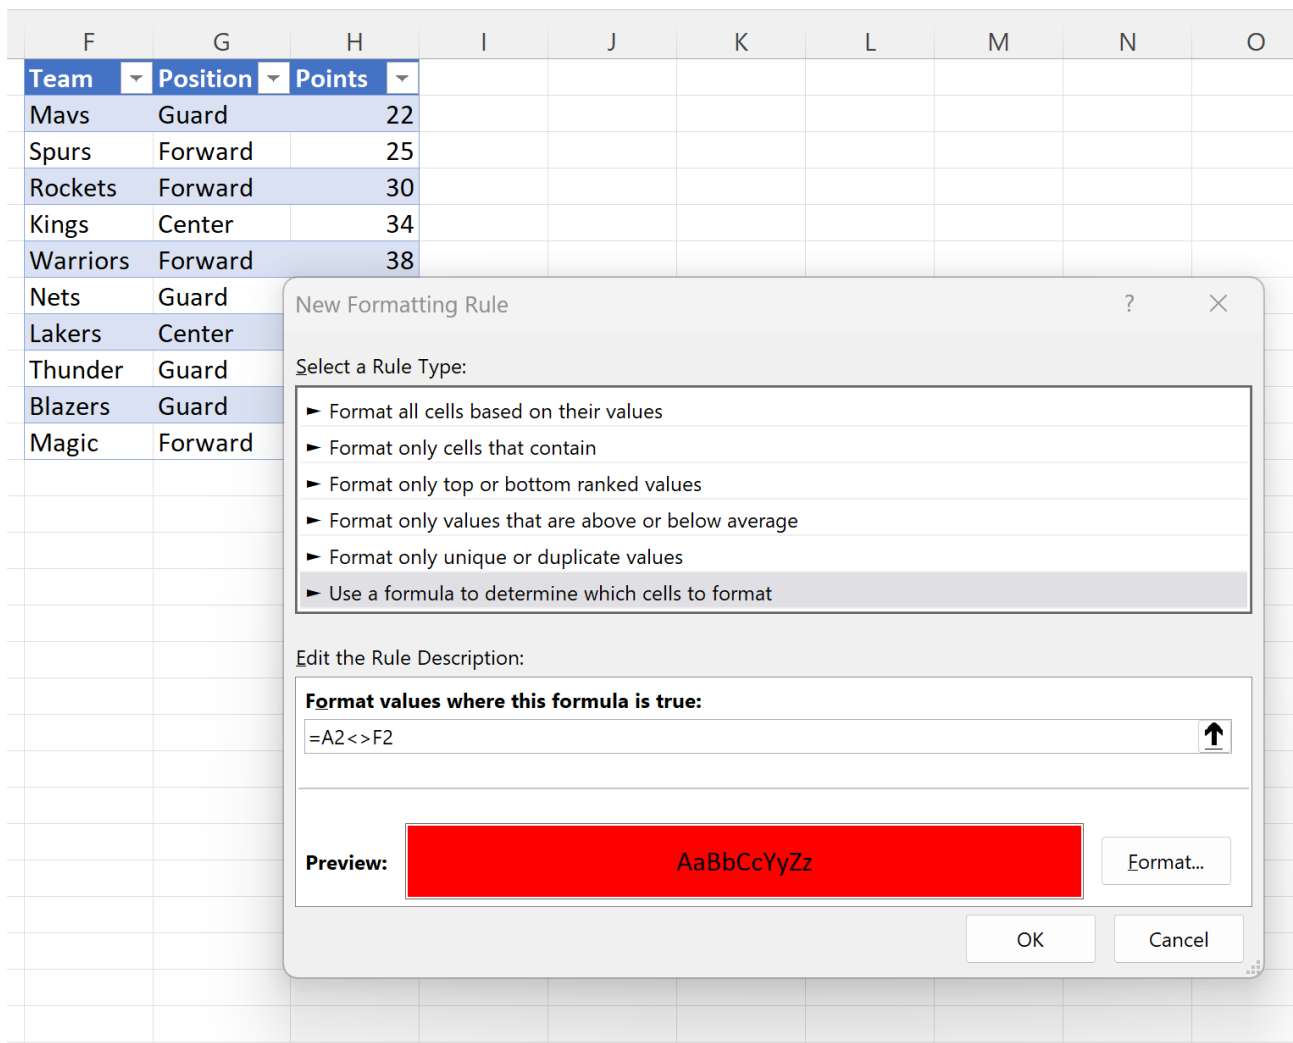 F G H I J K L M N O
Team Position Points
Mavs Guard 22
Spurs Forward 25
Rockets Forward 30
Kings Center 34
Warriors Forward 38
Nets Guard
Lakers Center
Thunder Guard
Blazers Guard
Magic Forward
New Formatting Rule ?
Select a Rule Type:
► Format all cells based on their values
► Format only cells that contain
► Format only top or bottom ranked values
► Format only values that are above or below average
► Format only unique or duplicate values
► Use a formula to determine which cells to format
Edit the Rule Description:
Format values where this formula is true:
=A2<>F2
Preview: AaBbCcYyZz Format...
OK Cancel